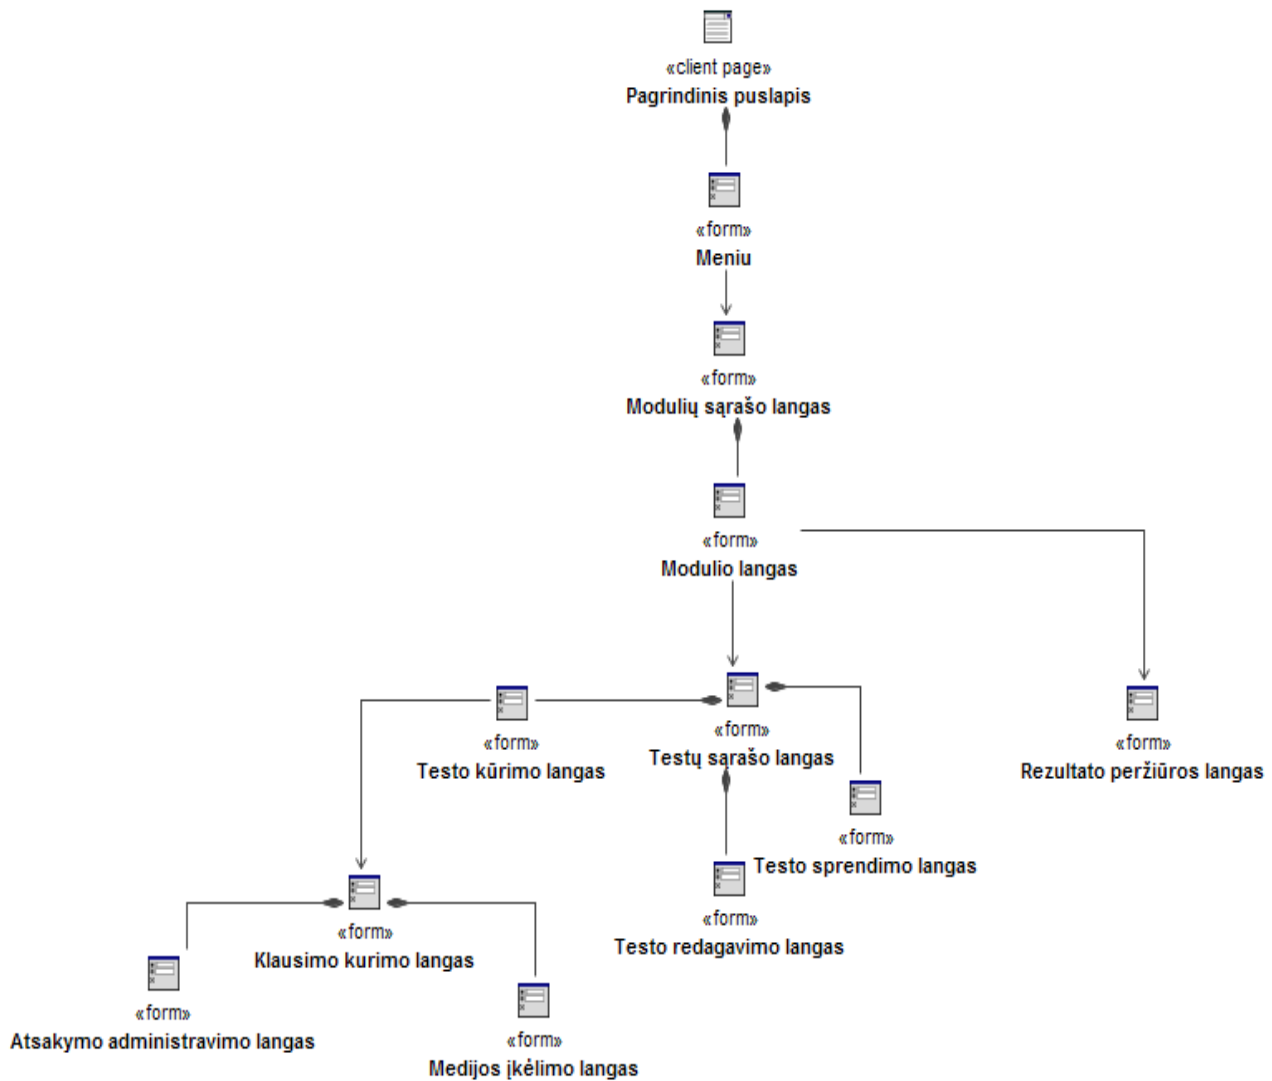 «client page»
Pagrindinis puslapis
«form»
Meniu
«form»
Modulių sąrašo langas
«form»
Modulio langas
«form»
Testų sąrašo langas
«form»
Testo kūrimo langas
«form»
Rezultato peržiūros langas
«form»
Testo sprendimo langas
«form»
Testo redagavimo langas
«form»
Klausimo kurimo langas
«form»
Atsakymo administravimo langas
«form»
Medijos įkėlimo langas